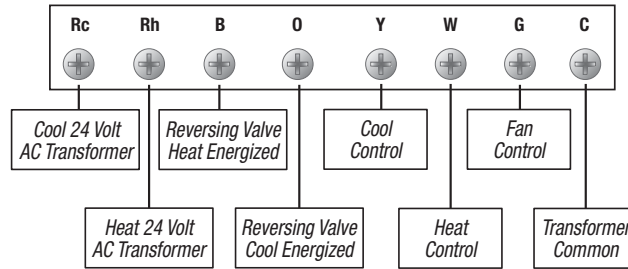 Rc Rh B O Y W G C
Cool 24 Volt
AC Transformer
Reversing Valve
Heat Energized
Cool
Control
Fan
Control
Heat 24 Volt
AC Transformer
Reversing Valve
Cool Energized
Heat
Control
Transformer
Common